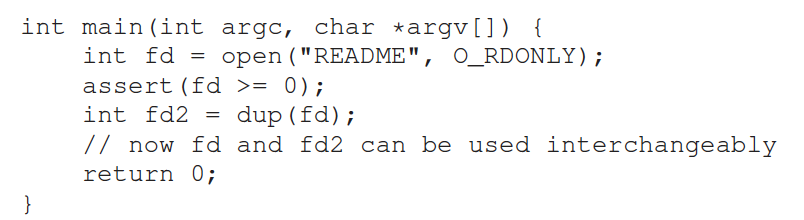 int main(int argc, char *argv[]) {
    int fd = open("README", O_RDONLY);
    assert(fd >= 0);
    int fd2 = dup(fd);
    // now fd and fd2 can be used interchangeably
    return 0;
}